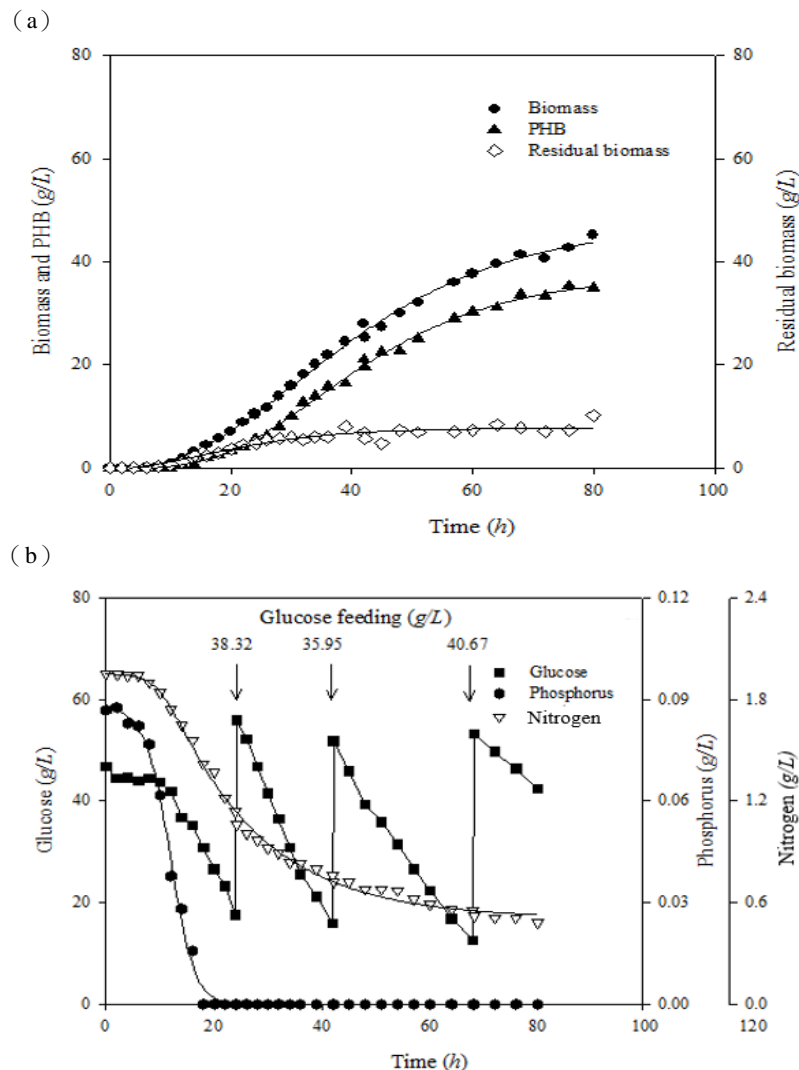 (a)
80
60
40
20
0
Biomass and PHB (g/L)
Biomass
PHB
Residual biomass
80
60
40
20
0
Residual biomass (g/L)
0 20 40 60 80 100
Time (h)
(b)
80
60
40
20
0
Glucose (g/L)
Glucose feeding (g/L)
38.32 35.95 40.67
Glucose
Phosphorus
Nitrogen
0.12
0.09
0.06
0.03
0.00
Phosphorus (g/L)
2.4
1.8
1.2
0.6
0.0
Nitrogen (g/L)
0 20 40 60 80 100 120
Time (h)